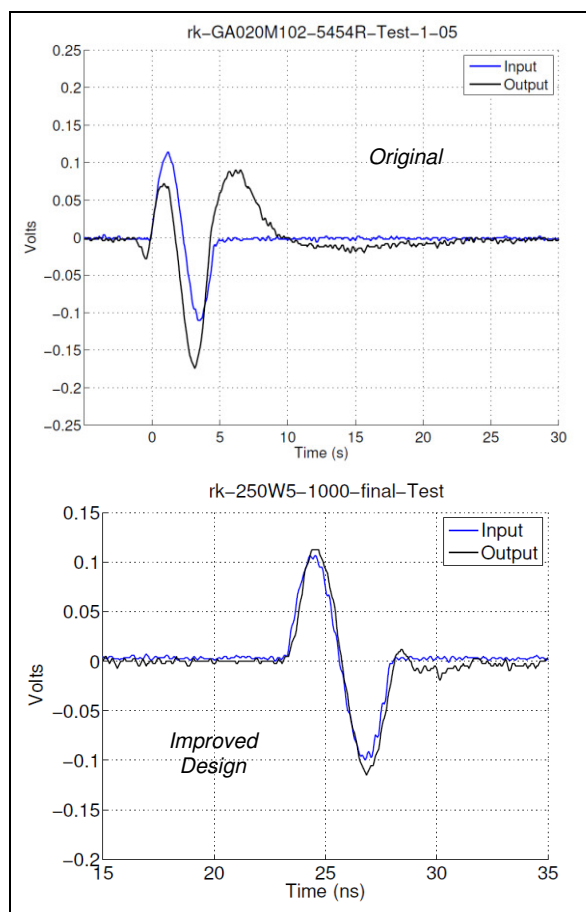 rk-GA020M102-5454R-Test-1-05
0.25
0.2
0.15
0.1
0.05
0
−0.05
−0.1
−0.15
−0.2
−0.25
Volts
Input
Output
Original
0 5 10 15 20 25 30
Time (s)
rk-250W5-1000-final-Test
0.15
0.1
0.05
0
−0.05
−0.1
−0.15
−0.2
Volts
Input
Output
Improved
Design
15 20 25 30 35
Time (ns)